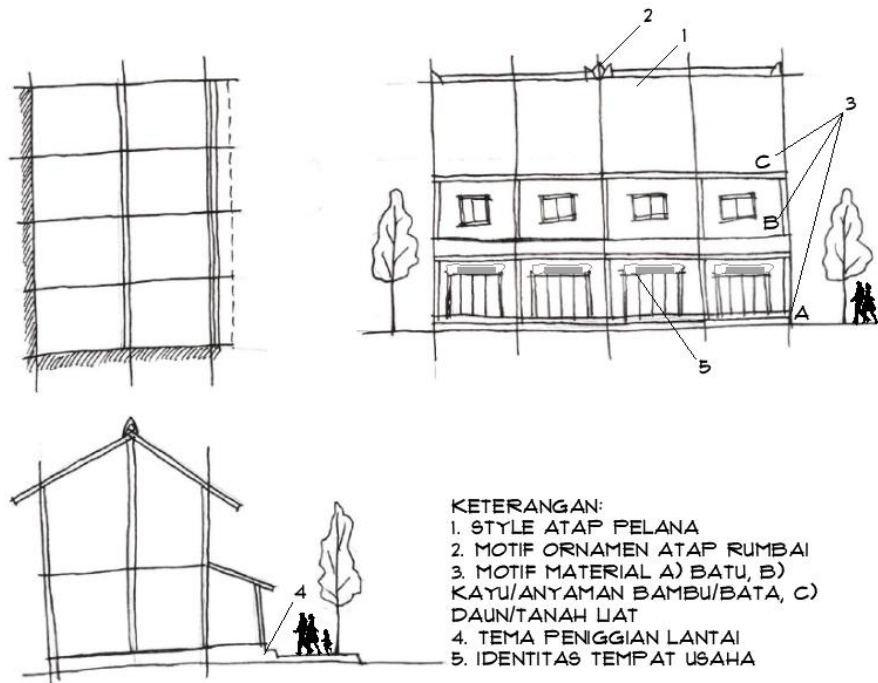 2
1
3
C
B
A
5
4
KETERANGAN:
1. STYLE ATAP PELANA
2. MOTIF ORNAMEN ATAP RUMBAI
3. MOTIF MATERIAL A) BATU, B)
KAYU/ANYAMAN BAMBU/BATA, C)
DAUN/TANAH LIAT
4. TEMA PENIGGIAN LANTAI
5. IDENTITAS TEMPAT USAHA